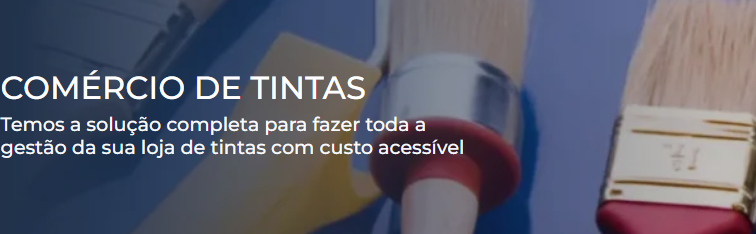 COMÉRCIO DE TINTAS
Temos a solução completa para fazer toda a
gestão da sua loja de tintas com custo acessível